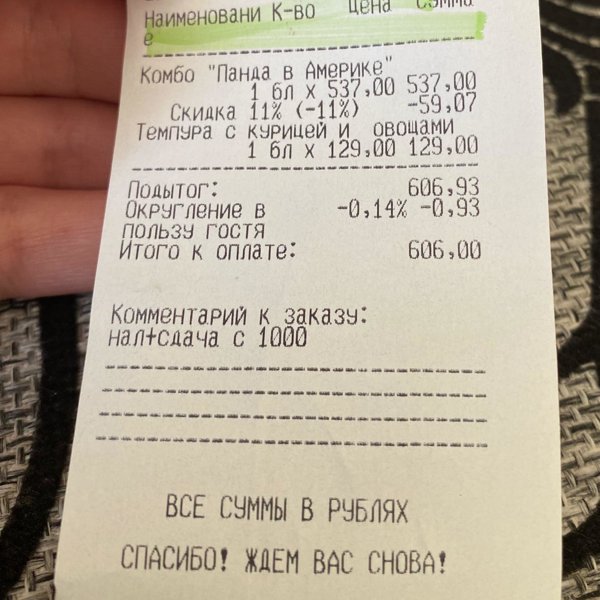 Наименовани К-во цена Сумма
е
Комбо "Панда в Америке"
1 бл х 537,00 537,00
Скидка 11% (-11%) -59,07
Темпура с курицей и овощами
1 бл х 129,00 129,00
Подытог: 606,93
Округление в -0,14% -0,93
пользу гостя
Итого к оплате: 606,00
Комментарий к заказу:
нал+сдача с 1000
ВСЕ СУММЫ В РУБЛЯХ
СПАСИБО! ЖДЕМ ВАС СНОВА!